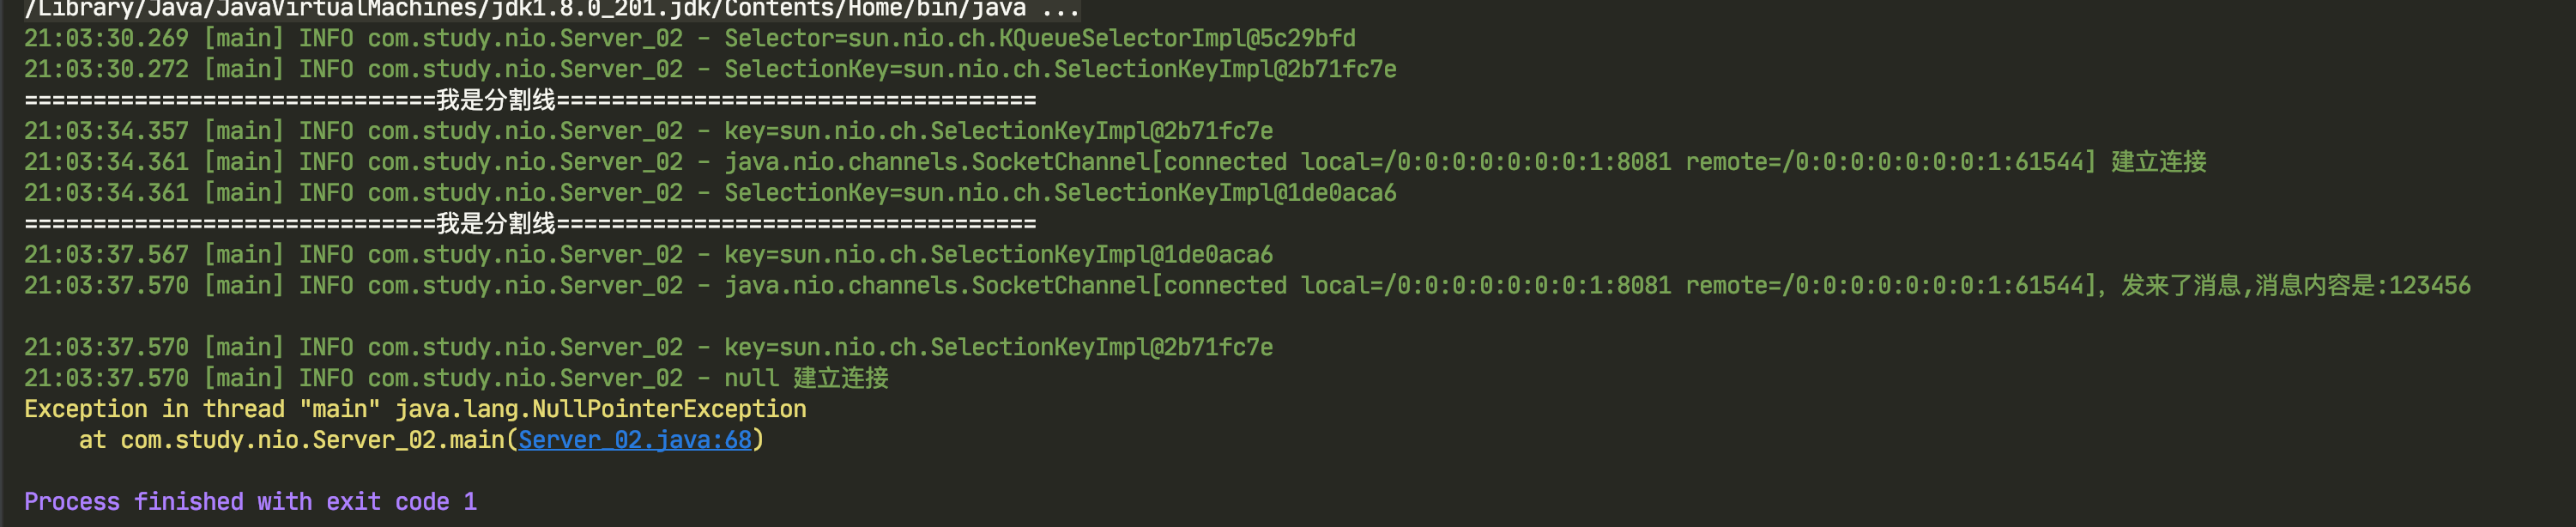 /Library/Java/JavaVirtualMachines/jdk1.8.0_201.jdk/Contents/Home/bin/java ...
21:03:30.269 [main] INFO com.study.nio.Server_02 - Selector=sun.nio.ch.KQueueSelectorImpl@5c29bfd
21:03:30.272 [main] INFO com.study.nio.Server_02 - SelectionKey=sun.nio.ch.SelectionKeyImpl@2b71fc7e
==============================我是分割线===================================
21:03:34.357 [main] INFO com.study.nio.Server_02 - key=sun.nio.ch.SelectionKeyImpl@2b71fc7e
21:03:34.361 [main] INFO com.study.nio.Server_02 - java.nio.channels.SocketChannel[connected local=/0:0:0:0:0:0:0:1:8081 remote=/0:0:0:0:0:0:0:1:61544] 建立连接
21:03:34.361 [main] INFO com.study.nio.Server_02 - SelectionKey=sun.nio.ch.SelectionKeyImpl@1de0aca6
==============================我是分割线===================================
21:03:37.567 [main] INFO com.study.nio.Server_02 - key=sun.nio.ch.SelectionKeyImpl@1de0aca6
21:03:37.570 [main] INFO com.study.nio.Server_02 - java.nio.channels.SocketChannel[connected local=/0:0:0:0:0:0:0:1:8081 remote=/0:0:0:0:0:0:0:1:61544]，发来了消息,消息内容是:123456
21:03:37.570 [main] INFO com.study.nio.Server_02 - key=sun.nio.ch.SelectionKeyImpl@2b71fc7e
21:03:37.570 [main] INFO com.study.nio.Server_02 - null 建立连接
Exception in thread "main" java.lang.NullPointerException
    at com.study.nio.Server_02.main(Server_02.java:68)
Process finished with exit code 1